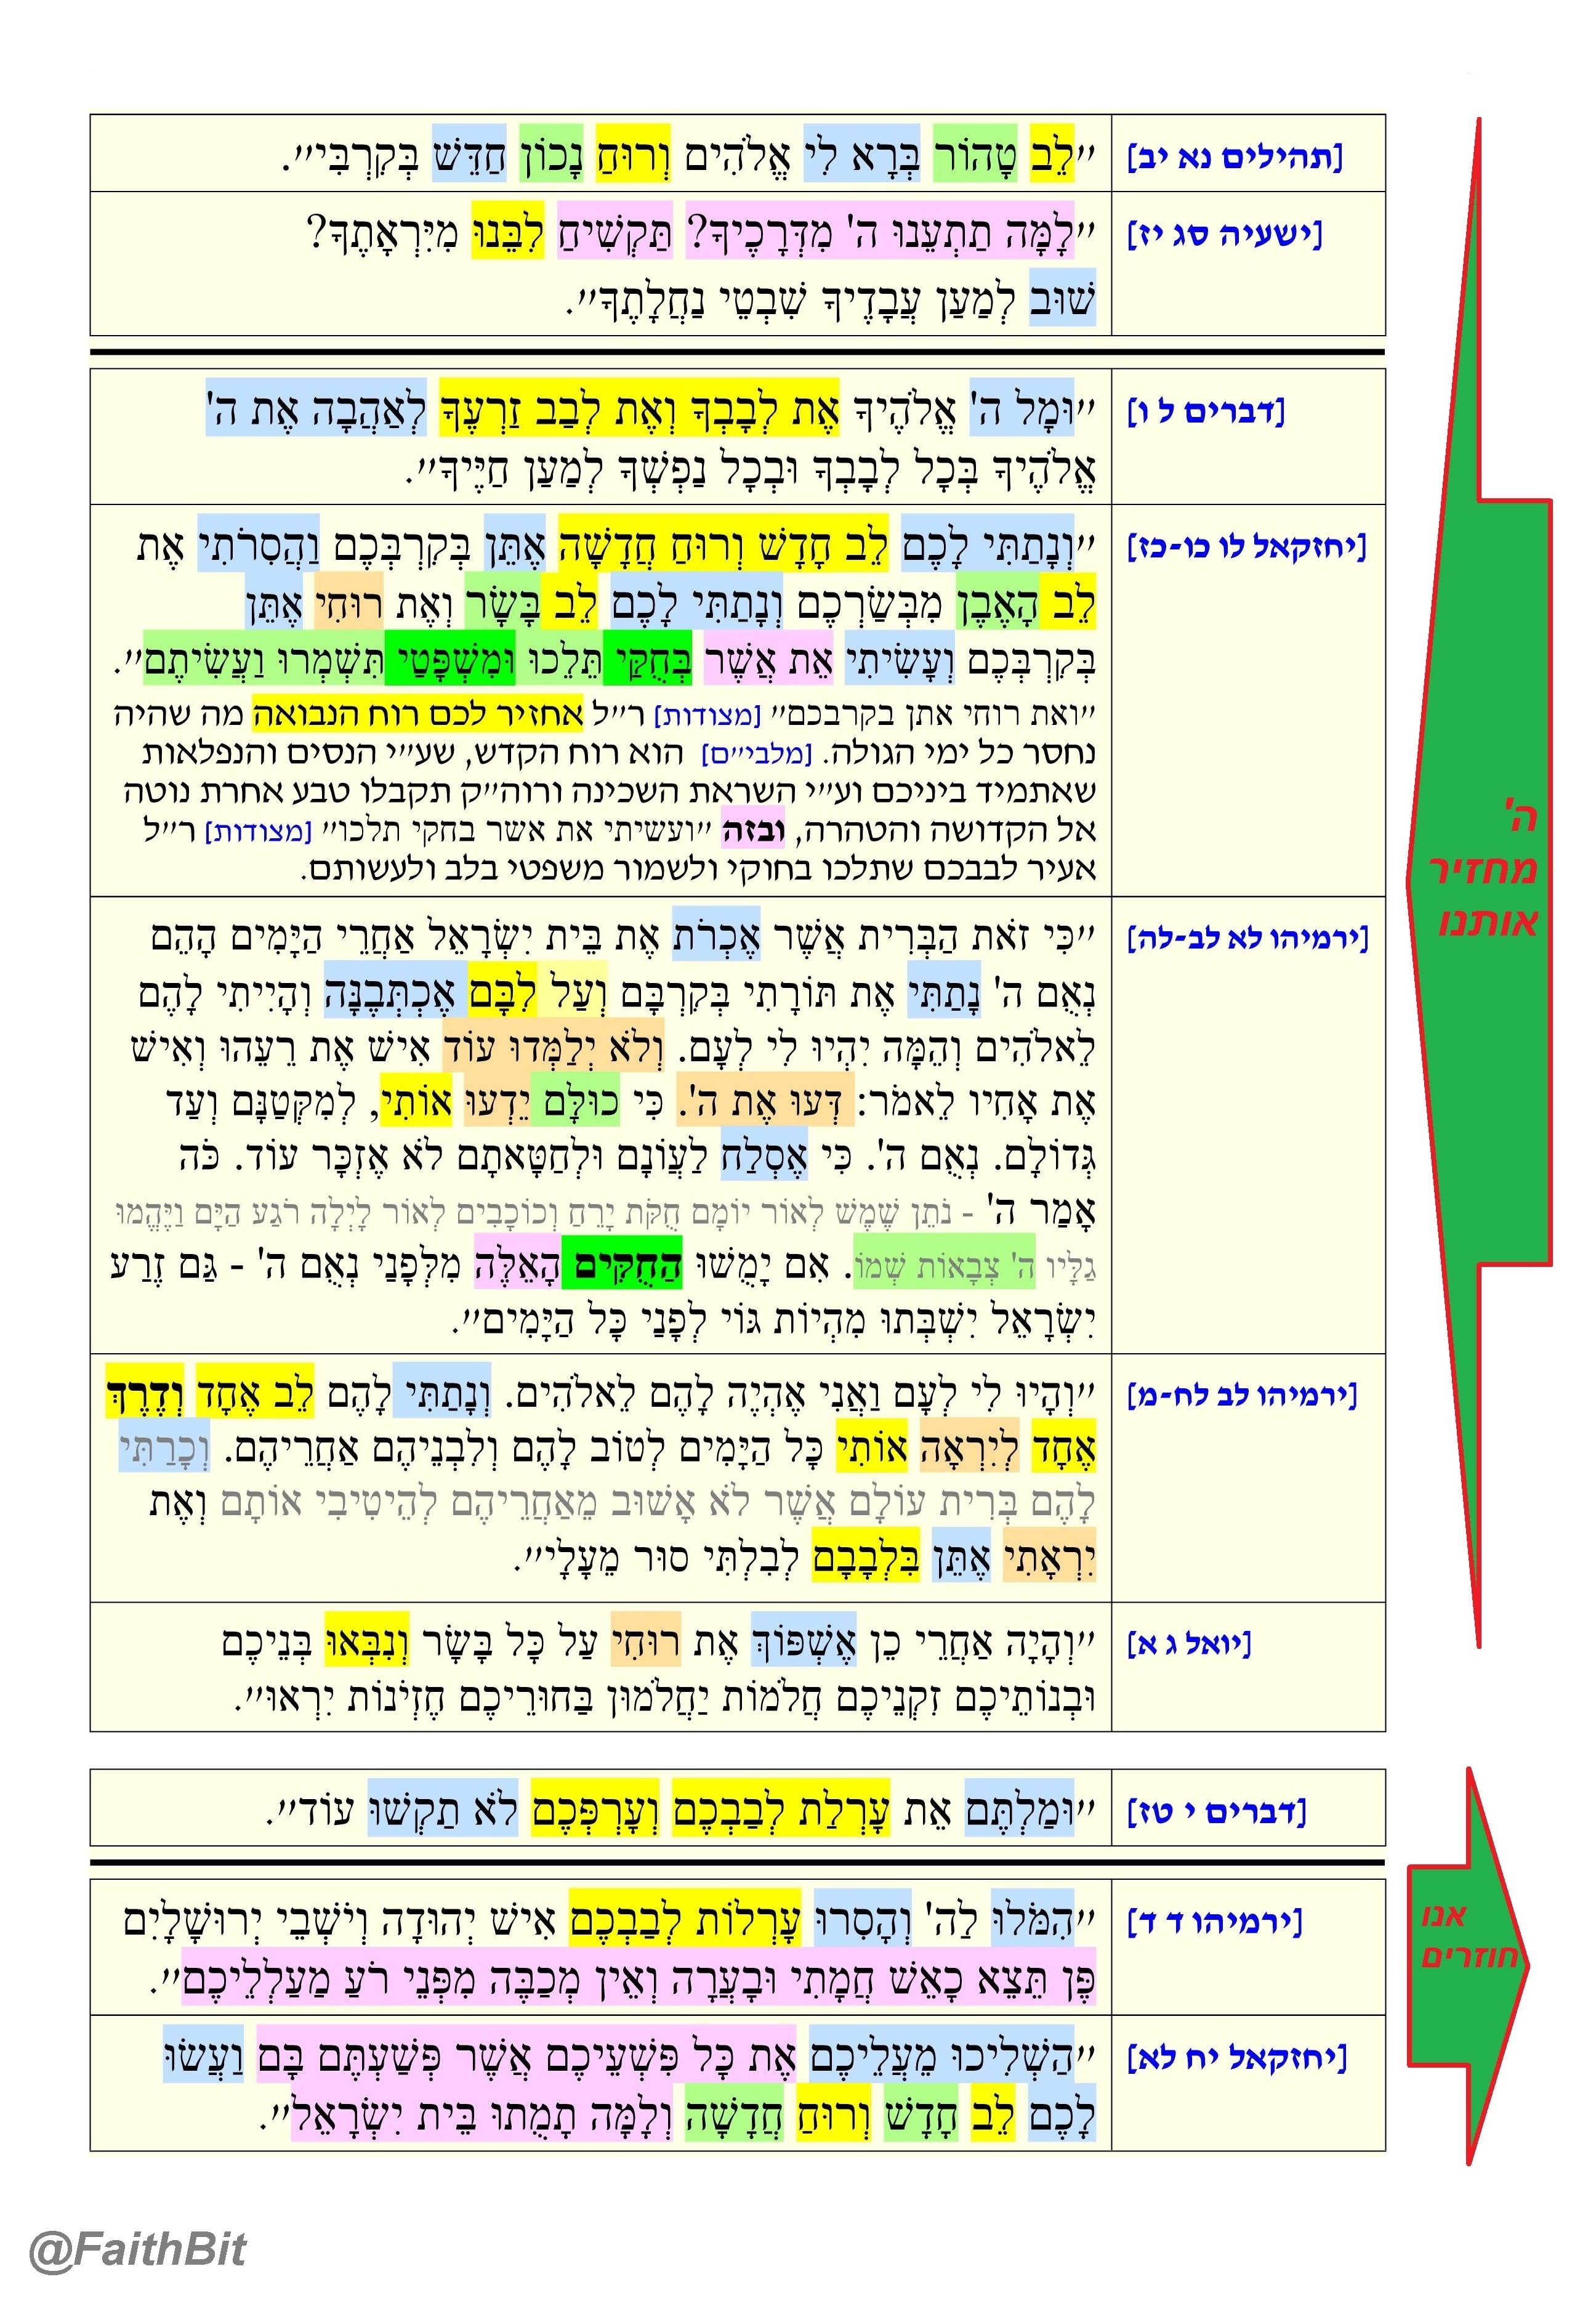 [תהילים נא יב] ״לֵב טָהוֹר בְּרָא לִי אֱלֹהִים וְרוּחַ נָכוֹן חַדֵּשׁ בְּקִרְבִּי״.
[ישעיה סג יז] ״לָמָּה תַתְעֵנוּ ה' מִדְּרָכֶיךָ? תַּקְשִׁיחַ לִבֵּנוּ מִיִּרְאָתֶךָ?
שׁוּב לְמַעַן עֲבָדֶיךָ שִׁבְטֵי נַחֲלָתֶךָ״.
[דברים ל ו] ״וּמָל ה' אֱלֹהֶיךָ אֶת לְבָבְךָ וְאֶת לְבַב זַרְעֶךָ לְאַהֲבָה אֶת ה'
אֱלֹהֶיךָ בְּכָל לְבָבְךָ וּבְכָל נַפְשְׁךָ לְמַעַן חַיֶּיךָ״.
[יחזקאל לו כו-כז] ״וְנָתַתִּי לָכֶם לֵב חָדָשׁ וְרוּחַ חֲדָשָׁה אֶתֵּן בְּקִרְבְּכֶם וַהֲסִרֹתִי אֶת
לֵב הָאֶבֶן מִבְּשַׂרְכֶם וְנָתַתִּי לָכֶם לֵב בָּשָׂר וְאֶת רוּחִי אֶתֵּן
בְּקִרְבְּכֶם וְעָשִׂיתִי אֵת אֲשֶׁר בְּחֻקַּי תֵּלֵכוּ וּמִשְׁפָּטַי תִּשְׁמְרוּ וַעֲשִׂיתֶם״.
״ואת רוחי אתן בקרבכם״ [מצודות] ר״ל אחזיר לכם רוח הנבואה מה שהיה
נחסר כל ימי הגולה. [מלבי״ם] הוא רוח הקדש, שע״י הנסים והנפלאות
שאתמיד ביניכם וע״י השראת השכינה ורוה״ק תקבלו טבע אחרת נוטה
אל הקדושה והטהרה, ובזה ״ועשיתי את אשר בחקי תלכו״ [מצודות] ר״ל
אעיר לבבכם שתלכו בחוקי ולשמור משפטי בלב ולעשותם.
[ירמיהו לא לב-לה] ״כִּי זֹאת הַבְּרִית אֲשֶׁר אֶכְרֹת אֶת בֵּית יִשְׂרָאֵל אַחֲרֵי הַיָּמִים הָהֵם
נְאֻם ה' נָתַתִּי אֶת תּוֹרָתִי בְּקִרְבָּם וְעַל לִבָּם אֶכְתְּבֶנָּה וְהָיִיתִי לָהֶם
לֵאלֹהִים וְהֵמָּה יִהְיוּ לִי לְעָם. וְלֹא יְלַמְּדוּ עוֹד אִישׁ אֶת רֵעֵהוּ וְאִישׁ
אֶת אָחִיו לֵאמֹר: דְּעוּ אֶת ה'. כִּי כוּלָּם יֵדְעוּ אוֹתִי, לְמִקְטַנָּם וְעַד
גְּדוֹלָם. נְאֻם ה'. כִּי אֶסְלַח לַעֲוֹנָם וּלְחַטָּאתָם לֹא אֶזְכָּר עוֹד. כֹּה
אָמַר ה' - נֹתֵן שֶׁמֶשׁ לְאוֹר יוֹמָם חֻקֹּת יָרֵחַ וְכוֹכָבִים לְאוֹר לָיְלָה רֹגַע הַיָּם וַיֶּהֱמוּ
גַלָּיו ה' צְבָאוֹת שְׁמוֹ. אִם יָמֻשׁוּ הַחֻקִּים הָאֵלֶּה מִלְּפָנַי נְאֻם ה' - גַּם זֶרַע
יִשְׂרָאֵל יִשְׁבְּתוּ מִהְיוֹת גּוֹי לְפָנַי כָּל הַיָּמִים״.
[ירמיהו לב לח-מ] ״וְהָיוּ לִי לְעָם וַאֲנִי אֶהְיֶה לָהֶם לֵאלֹהִים. וְנָתַתִּי לָהֶם לֵב אֶחָד וְדֶרֶךְ
אֶחָד לְיִרְאָה אוֹתִי כָּל הַיָּמִים לְטוֹב לָהֶם וְלִבְנֵיהֶם אַחֲרֵיהֶם. וְכָרַתִּי
לָהֶם בְּרִית עוֹלָם אֲשֶׁר לֹא אָשׁוּב מֵאַחֲרֵיהֶם לְהֵיטִיבִי אוֹתָם וְאֶת
יִרְאָתִי אֶתֵּן בִּלְבָבָם לְבִלְתִּי סוּר מֵעָלָי״.
[יואל ג א] ״וְהָיָה אַחֲרֵי כֵן אֶשְׁפּוֹךְ אֶת רוּחִי עַל כָּל בָּשָׂר וְנִבְּאוּ בְּנֵיכֶם
וּבְנוֹתֵיכֶם זִקְנֵיכֶם חֲלֹמוֹת יַחֲלֹמוּן בַּחוּרֵיכֶם חֶזְיֹנוֹת יִרְאוּ״.
ה'
מחזיר
אותנו
[דברים י טז] ״וּמַלְתֶּם אֵת עָרְלַת לְבַבְכֶם וְעָרְפְּכֶם לֹא תַקְשׁוּ עוֹד״.
[ירמיהו ד ד] ״הִמֹּלוּ לַה' וְהָסִרוּ עָרְלוֹת לְבַבְכֶם אִישׁ יְהוּדָה וְיֹשְׁבֵי יְרוּשָׁלָיִם
פֶּן תֵּצֵא כָאֵשׁ חֲמָתִי וּבָעֲרָה וְאֵין מְכַבֶּה מִפְּנֵי רֹעַ מַעַלְלֵיכֶם״.
[יחזקאל יח לא] ״הַשְׁלִיכוּ מֵעֲלֵיכֶם אֶת כָּל פִּשְׁעֵיכֶם אֲשֶׁר פְּשַׁעְתֶּם בָּם וַעֲשׂוּ
לָכֶם לֵב חָדָשׁ וְרוּחַ חֲדָשָׁה וְלָמָּה תָמֻתוּ בֵּית יִשְׂרָאֵל״.
אנו
חוזרים
@FaithBit